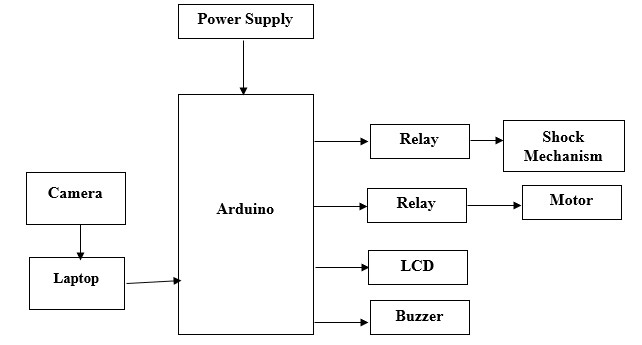 Power Supply
Relay
Shock
Mechanism
Camera
Arduino
Relay
Motor
Laptop
LCD
Buzzer